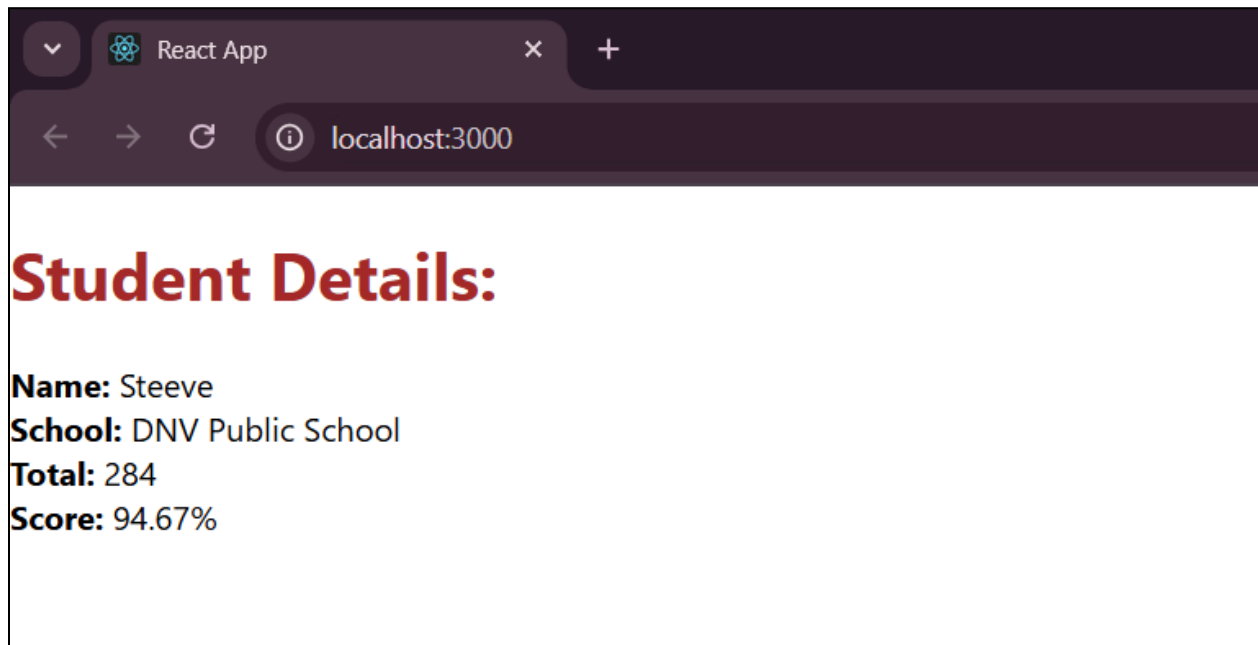 React App
localhost:3000
Student Details:
Name: Steeve
School: DNV Public School
Total: 284
Score: 94.67%